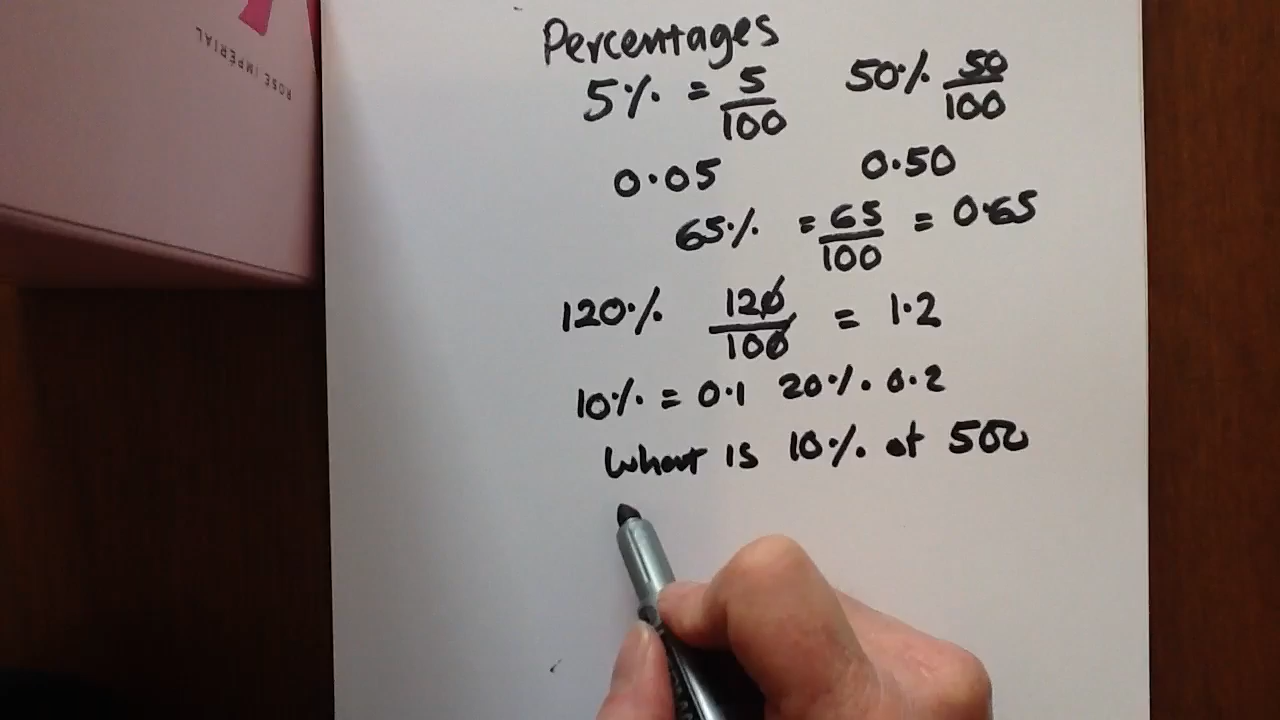 ROSE IMPÉRIAL
Percentages
5% = 5/100 50% 50/100
0.05 0.50
65% = 65/100 = 0.65
120% 120/100 = 1.2
10% = 0.1 20% 0.2
What is 10% of 500